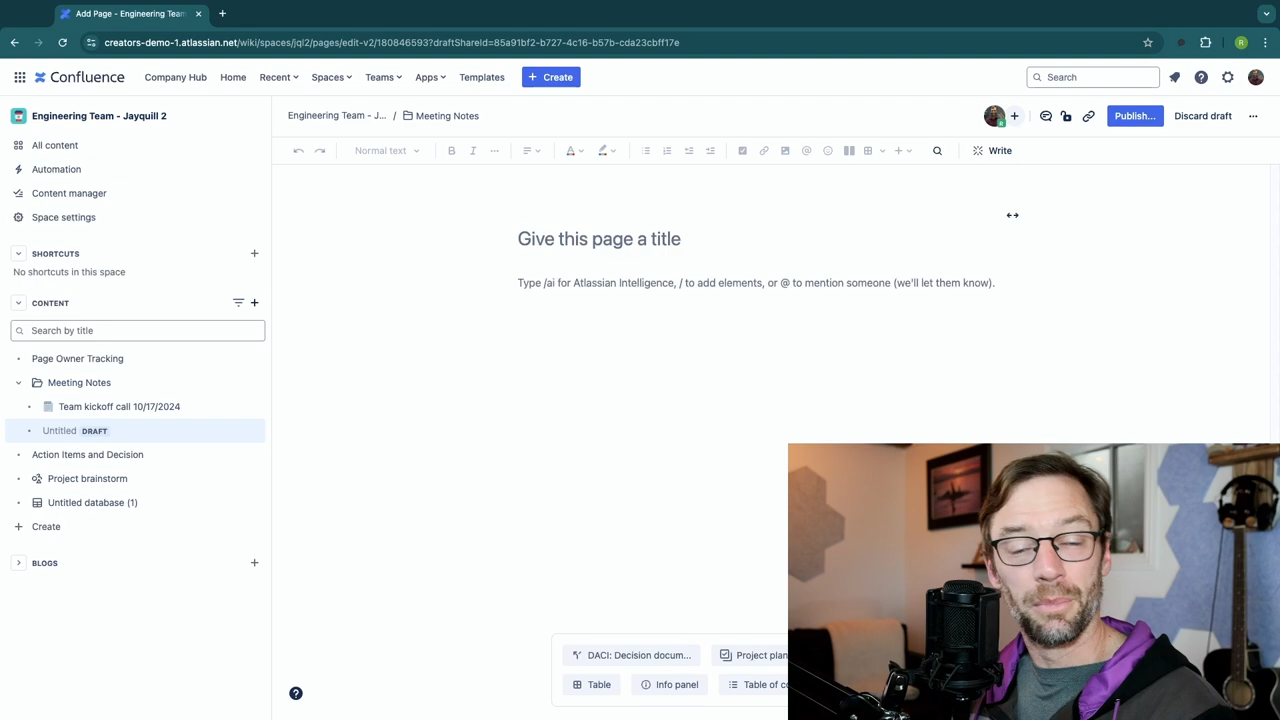 Add Page - Engineering Team
creators-demo-1.atlassian.net/wiki/spaces/jql2/pages/edit-v2/180846593?draftShareId=85a91bf2-b727-4c16-b57b-cda23cbff17e
R
Confluence
Company Hub
Home
Recent
Spaces
Teams
Apps
Templates
Create
Search
Engineering Team - Jayquill 2
Engineering Team - J... / Meeting Notes
Publish...
Discard draft
All content
Normal text
B
I
A
Write
Automation
Content manager
Space settings
SHORTCUTS
No shortcuts in this space
Give this page a title
Type /ai for Atlassian Intelligence, / to add elements, or @ to mention someone (we'll let them know).
CONTENT
Search by title
Page Owner Tracking
Meeting Notes
Team kickoff call 10/17/2024
Untitled DRAFT
Action Items and Decision
Project brainstorm
Untitled database (1)
Create
BLOGS
DACI: Decision docum...
Project plan
Table
Info panel
Table of co